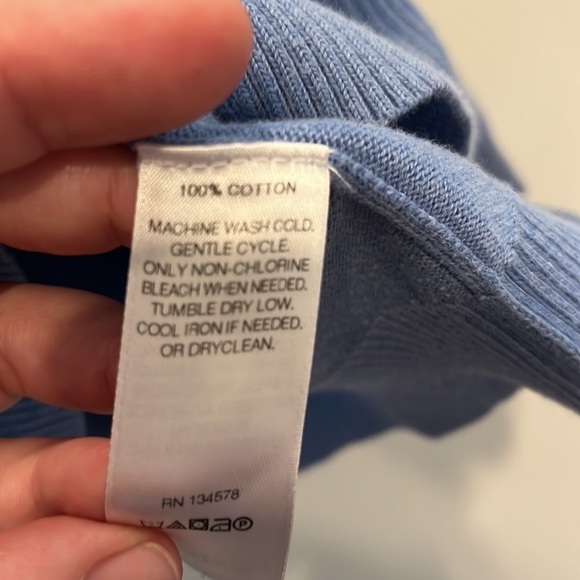 100% COTTON
MACHINE WASH COLD.
GENTLE CYCLE.
ONLY NON-CHLORINE
BLEACH WHEN NEEDED.
TUMBLE DRY LOW.
COOL IRON IF NEEDED.
OR DRYCLEAN.
RN 134578
P